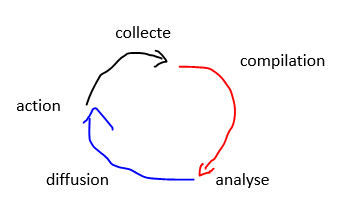 collecte
compilation
action
diffusion
analyse